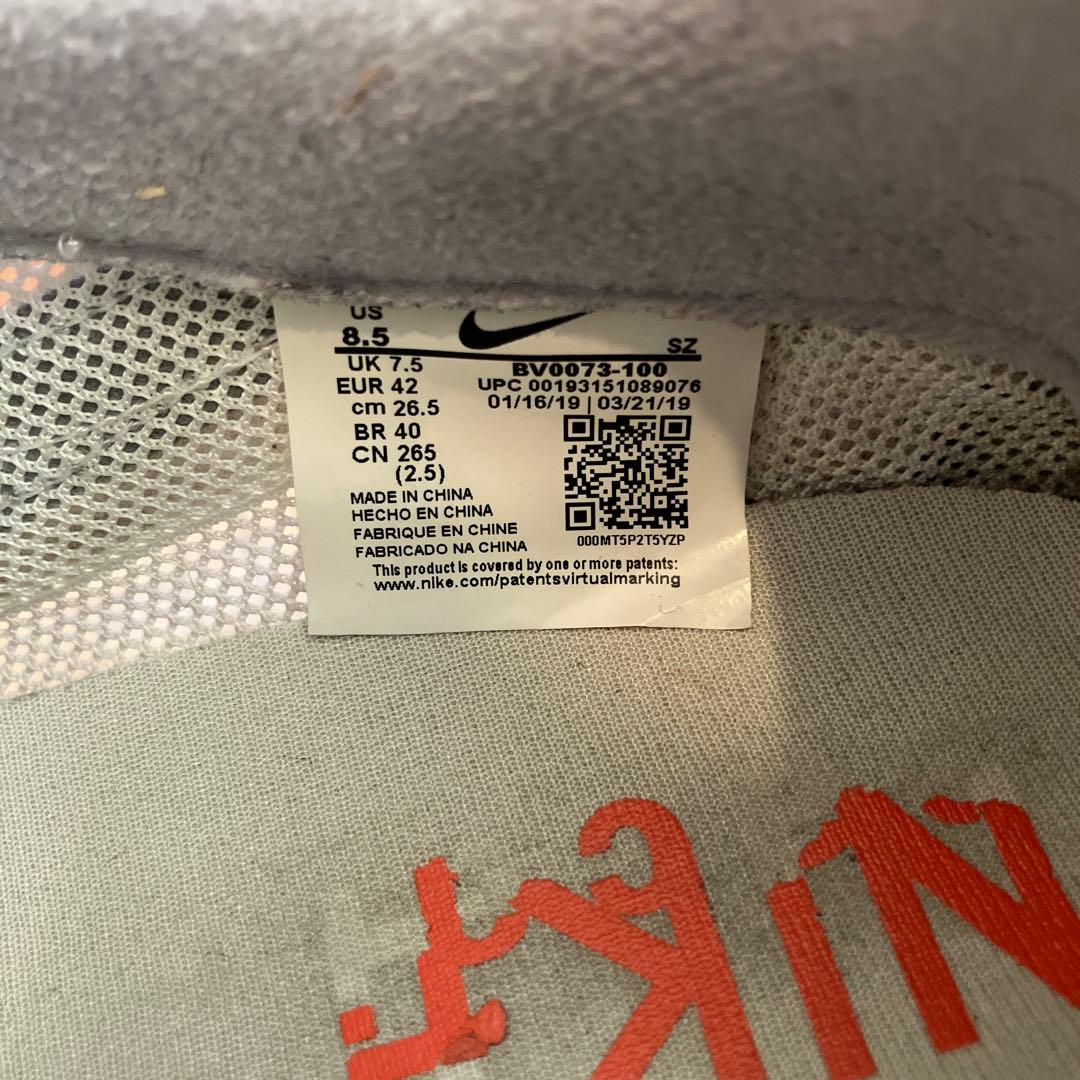 US
8.5
SZ
UK 7.5
BV0073-100
EUR 42
UPC 00193151089076
cm 26.5
01/16/19 | 03/21/19
BR 40
CN 265
(2.5)
MADE IN CHINA
HECHO EN CHINA
FABRIQUE EN CHINE
FABRICADO NA CHINA
000MT5P2T5YZP
This product is covered by one or more patents:
www.nike.com/patentsvirtualmarking
NIKE